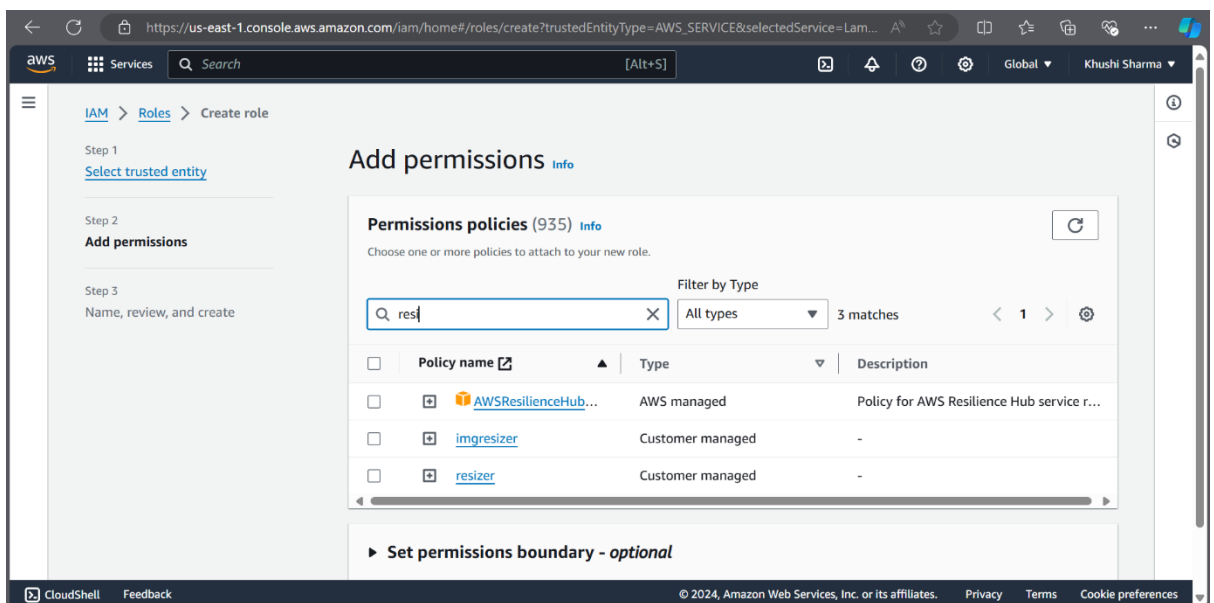 https://us-east-1.console.aws.amazon.com/iam/home#/roles/create?trustedEntityType=AWS_SERVICE&selectedService=Lam...
aws Services Search [Alt+S] Global Khushi Sharma
IAM > Roles > Create role
Step 1
Select trusted entity
Step 2
Add permissions
Step 3
Name, review, and create
Add permissions Info
Permissions policies (935) Info
Choose one or more policies to attach to your new role.
Filter by Type
resi All types 3 matches 1
Policy name Type Description
AWSResilienceHub... AWS managed Policy for AWS Resilience Hub service r...
imgresizer Customer managed -
resizer Customer managed -
Set permissions boundary - optional
CloudShell Feedback © 2024, Amazon Web Services, Inc. or its affiliates. Privacy Terms Cookie preferences